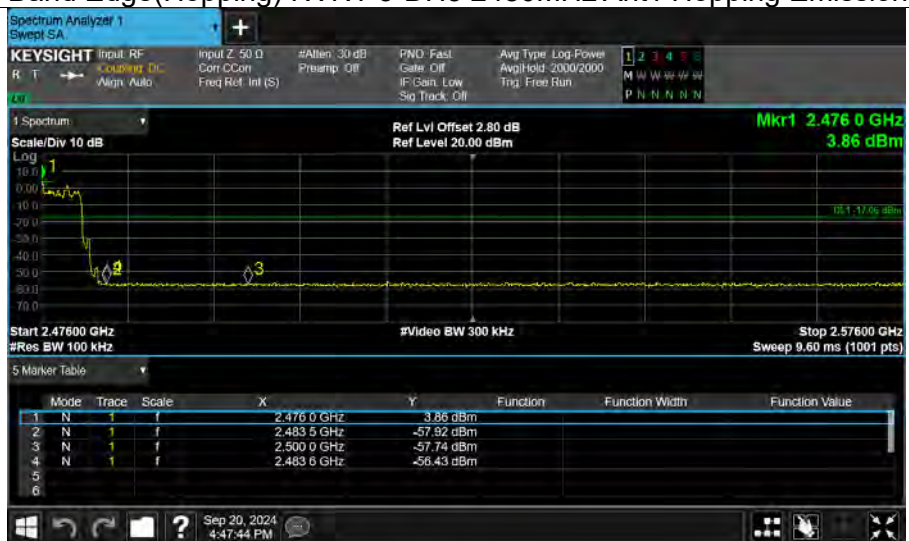 Spectrum Analyzer 1
Swept SA
+
KEYSIGHT Input: RF Input Z: 50 Ω #Atten: 30 dB PNO: Fast Avg Type: Log-Power 1 2 3 4 5 6
R T Coupling: DC Corr CCorr Preamp: Off Gate: Off Avg|Hold: 2000/2000 M W W W W W
Align: Auto Freq Ref: Int (S) IF Gain: Low Trig: Free Run
Sig Track: Off P N N N N N
1 Spectrum Ref Lvl Offset 2.80 dB Mkr1 2.476 0 GHz
Scale/Div 10 dB Ref Level 20.00 dBm 3.86 dBm
Log
10.0 1
0.00
-10.0
DL1 -17.06 dBm
-20.0
-30.0
-40.0
-50.0 3
-60.0
-70.0
Start 2.47600 GHz #Video BW 300 kHz Stop 2.57600 GHz
#Res BW 100 kHz Sweep 9.60 ms (1001 pts)
5 Marker Table
Mode Trace Scale X Y Function Function Width Function Value
1 N 1 f 2.476 0 GHz 3.86 dBm
2 N 1 f 2.483 5 GHz -57.92 dBm
3 N 1 f 2.500 0 GHz -57.74 dBm
4 N 1 f 2.483 6 GHz -56.43 dBm
5
6
? Sep 20, 2024
4:47:44 PM